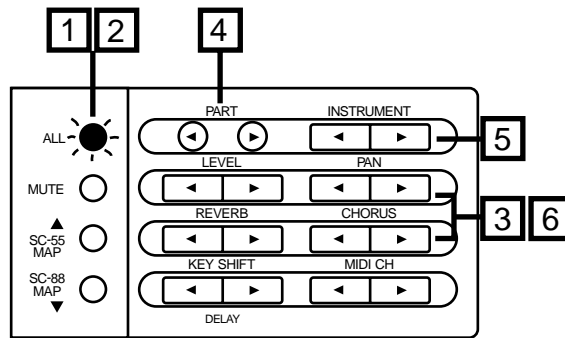 1 2 4
PART INSTRUMENT
ALL
5
LEVEL PAN
MUTE
3 6
REVERB CHORUS
SC-55
MAP
KEY SHIFT MIDI CH
SC-88
MAP
DELAY